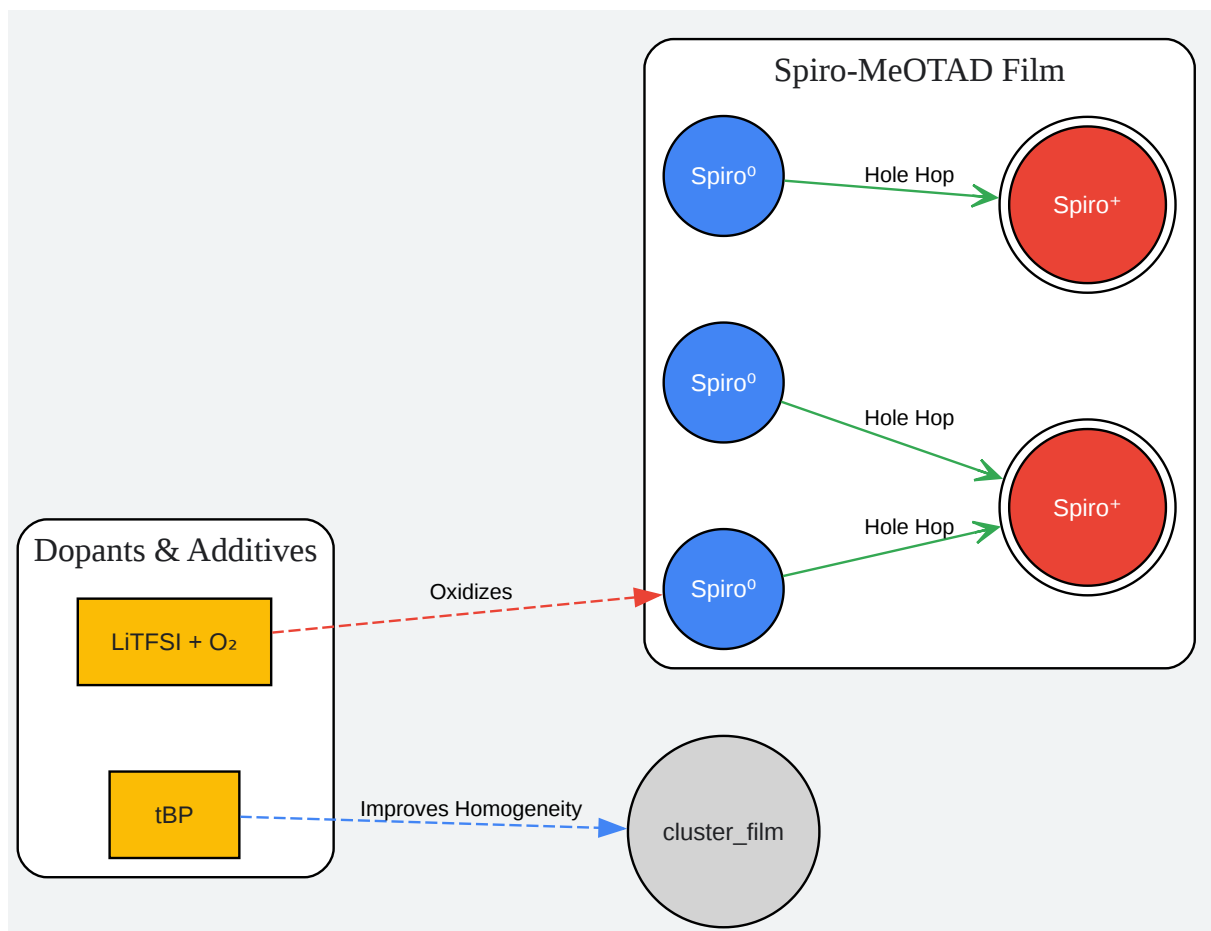 Spiro-MeOTAD Film
Spiro⁰
Hole Hop
Spiro⁺
Spiro⁰
Hole Hop
Spiro⁺
Hole Hop
Spiro⁰
Dopants & Additives
LiTFSI + O₂
Oxidizes
tBP
Improves Homogeneity
cluster_film